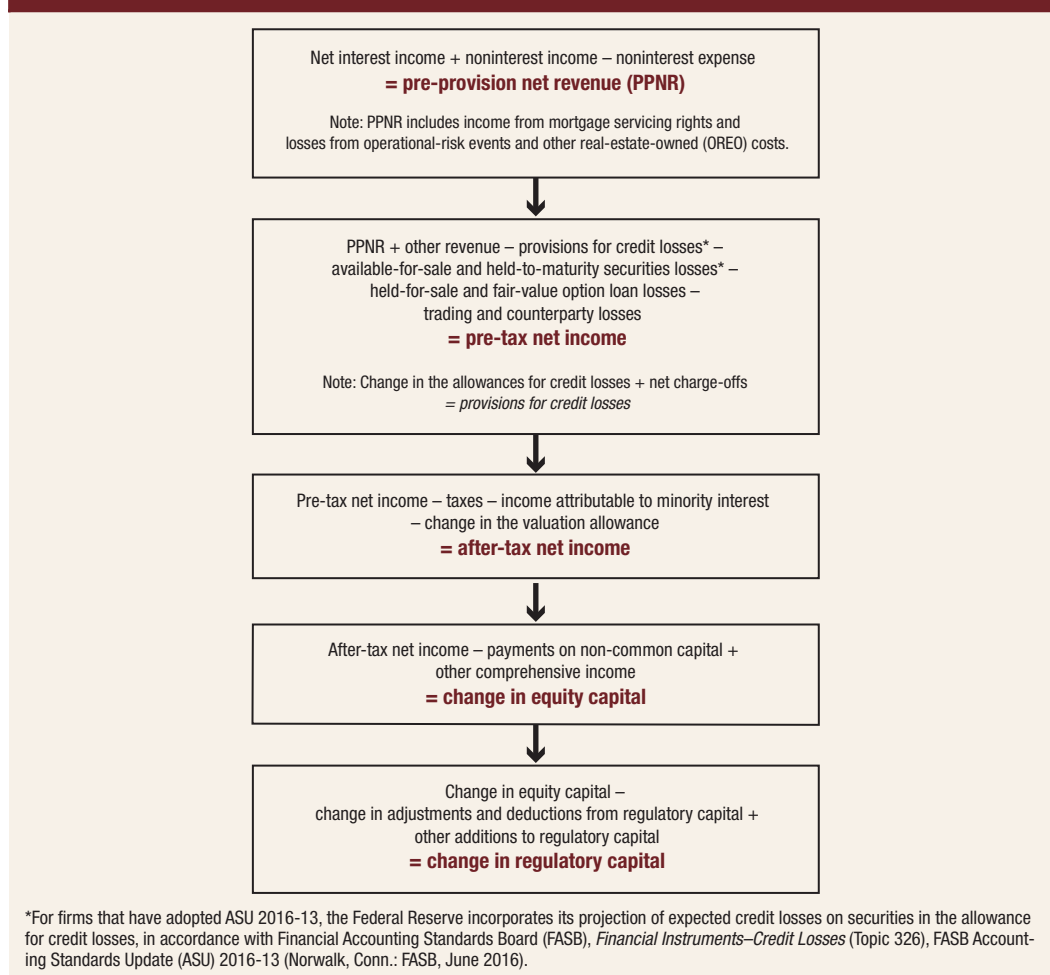 Net interest income + noninterest income – noninterest expense
= pre-provision net revenue (PPNR)
Note: PPNR includes income from mortgage servicing rights and
losses from operational-risk events and other real-estate-owned (OREO) costs.
PPNR + other revenue – provisions for credit losses* –
available-for-sale and held-to-maturity securities losses* –
held-for-sale and fair-value option loan losses –
trading and counterparty losses
= pre-tax net income
Note: Change in the allowances for credit losses + net charge-offs
= provisions for credit losses
Pre-tax net income – taxes – income attributable to minority interest
– change in the valuation allowance
= after-tax net income
After-tax net income – payments on non-common capital +
other comprehensive income
= change in equity capital
Change in equity capital –
change in adjustments and deductions from regulatory capital +
other additions to regulatory capital
= change in regulatory capital
*For firms that have adopted ASU 2016-13, the Federal Reserve incorporates its projection of expected credit losses on securities in the allowance
for credit losses, in accordance with Financial Accounting Standards Board (FASB), Financial Instruments–Credit Losses (Topic 326), FASB Account-
ing Standards Update (ASU) 2016-13 (Norwalk, Conn.: FASB, June 2016).